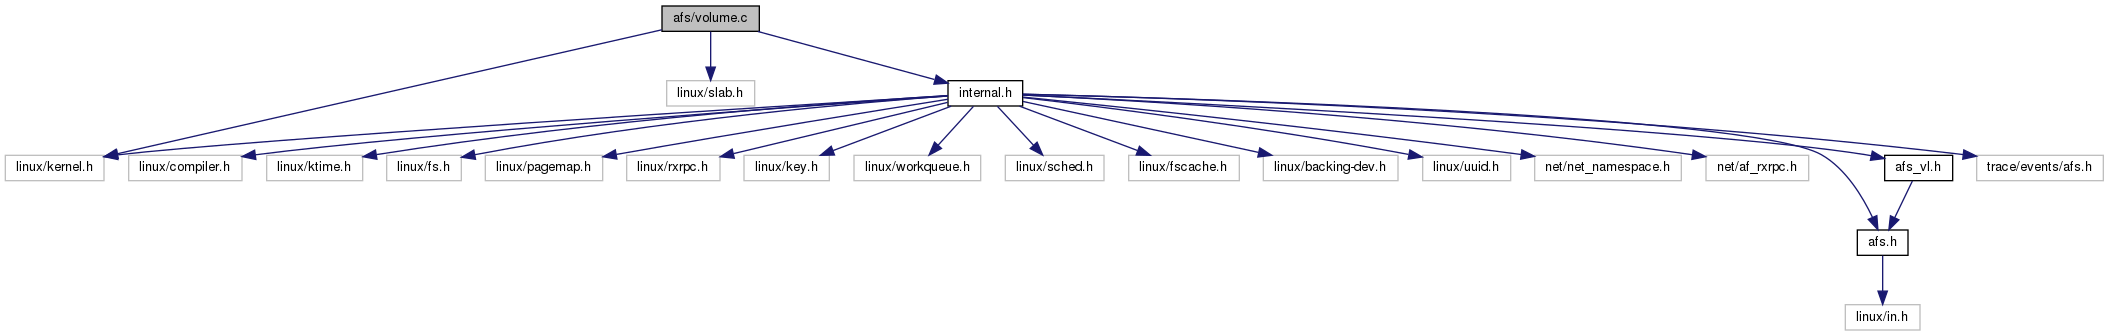 afs/volume.c
linux/slab.h
internal.h
linux/kernel.h
linux/compiler.h
linux/ktime.h
linux/fs.h
linux/pagemap.h
linux/rxrpc.h
linux/key.h
linux/workqueue.h
linux/sched.h
linux/fscache.h
linux/backing-dev.h
linux/uuid.h
net/net_namespace.h
net/af_rxrpc.h
afs_vl.h
trace/events/afs.h
afs.h
linux/in.h